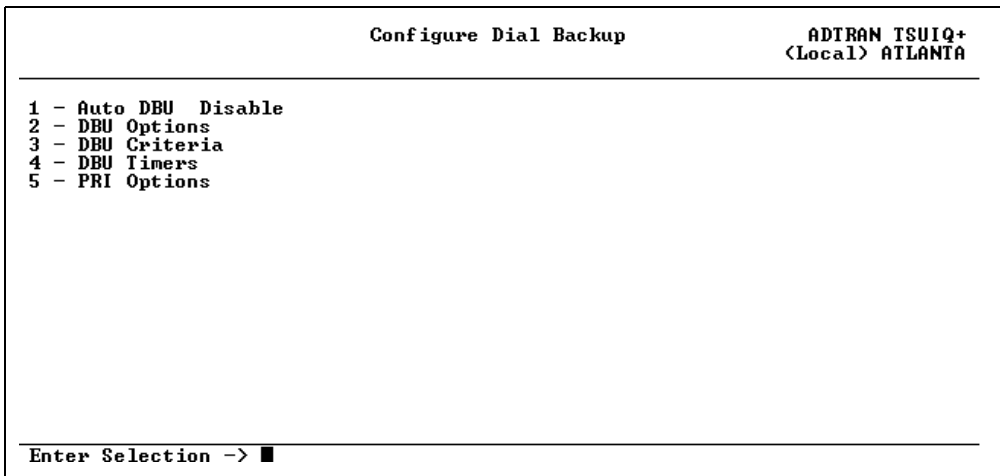 Configure Dial Backup
ADTRAN TSUIQ+
(Local) ATLANTA
1 - Auto DBU  Disable
2 - DBU Options
3 - DBU Criteria
4 - DBU Timers
5 - PRI Options
Enter Selection ->